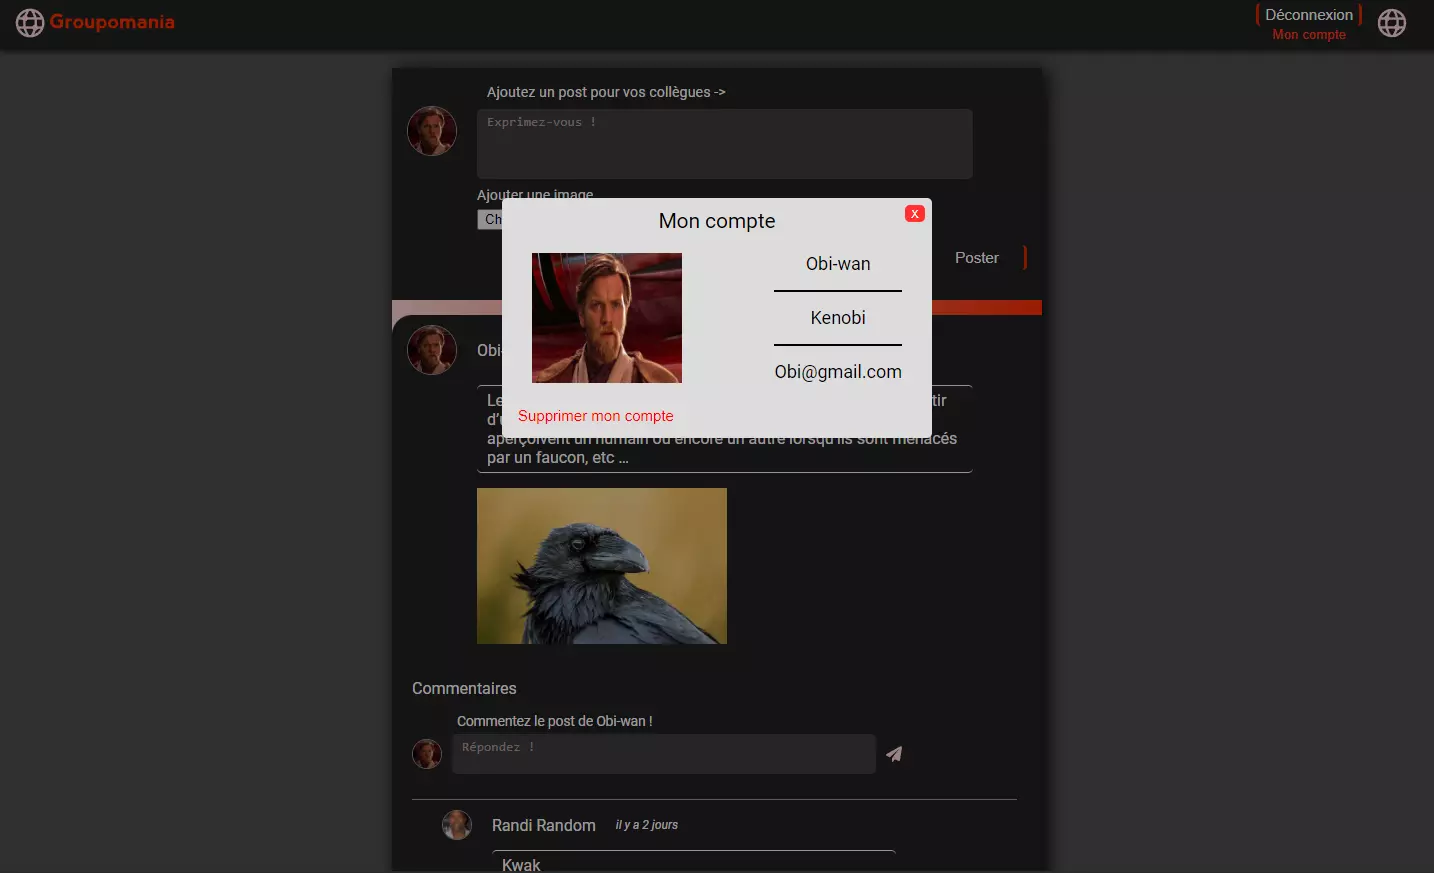 Groupomania
Déconnexion
Mon compte
Ajoutez un post pour vos collègues ->
Exprimez-vous !
Ajouter une image
Ch
Mon compte
x
Obi-wan
Kenobi
Obi@gmail.com
Supprimer mon compte
Poster
Obi-
Le
tir
d'u
aperçoivent un humain ou encore un autre lorsqu'ils sont menacés
par un faucon, etc ...
Commentaires
Commentez le post de Obi-wan !
Répondez !
Randi Random il y a 2 jours
Kwak